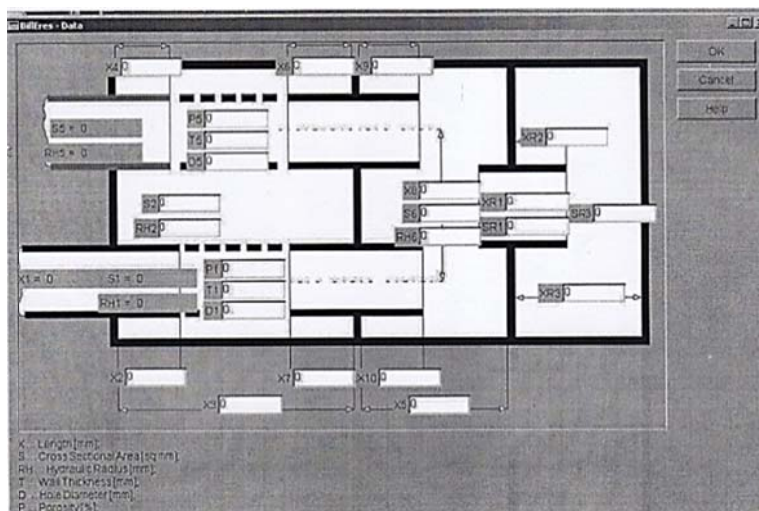 BillEres - Data
X4 0
X6 0
X9 0
OK
Cancel
Help
S5 = 0
RH5 = 0
P5 0
T5 0
D5 0
XR2 0
S2 0
RH2 0
X8 0
S6 0
RH6 0
XR1 0
SR1 0
SR3 0
X1 = 0
S1 = 0
RH1 = 0
P1 0
T1 0
D1 0
XR3 0
X2 0
X7 0
X10 0
X3 0
X5 0
X... Length [mm];
S... Cross Sectional Area [sq mm];
RH... Hydraulic Radius [mm];
T... Wall Thickness [mm];
D... Hole Diameter [mm];
P... Porosity [%];